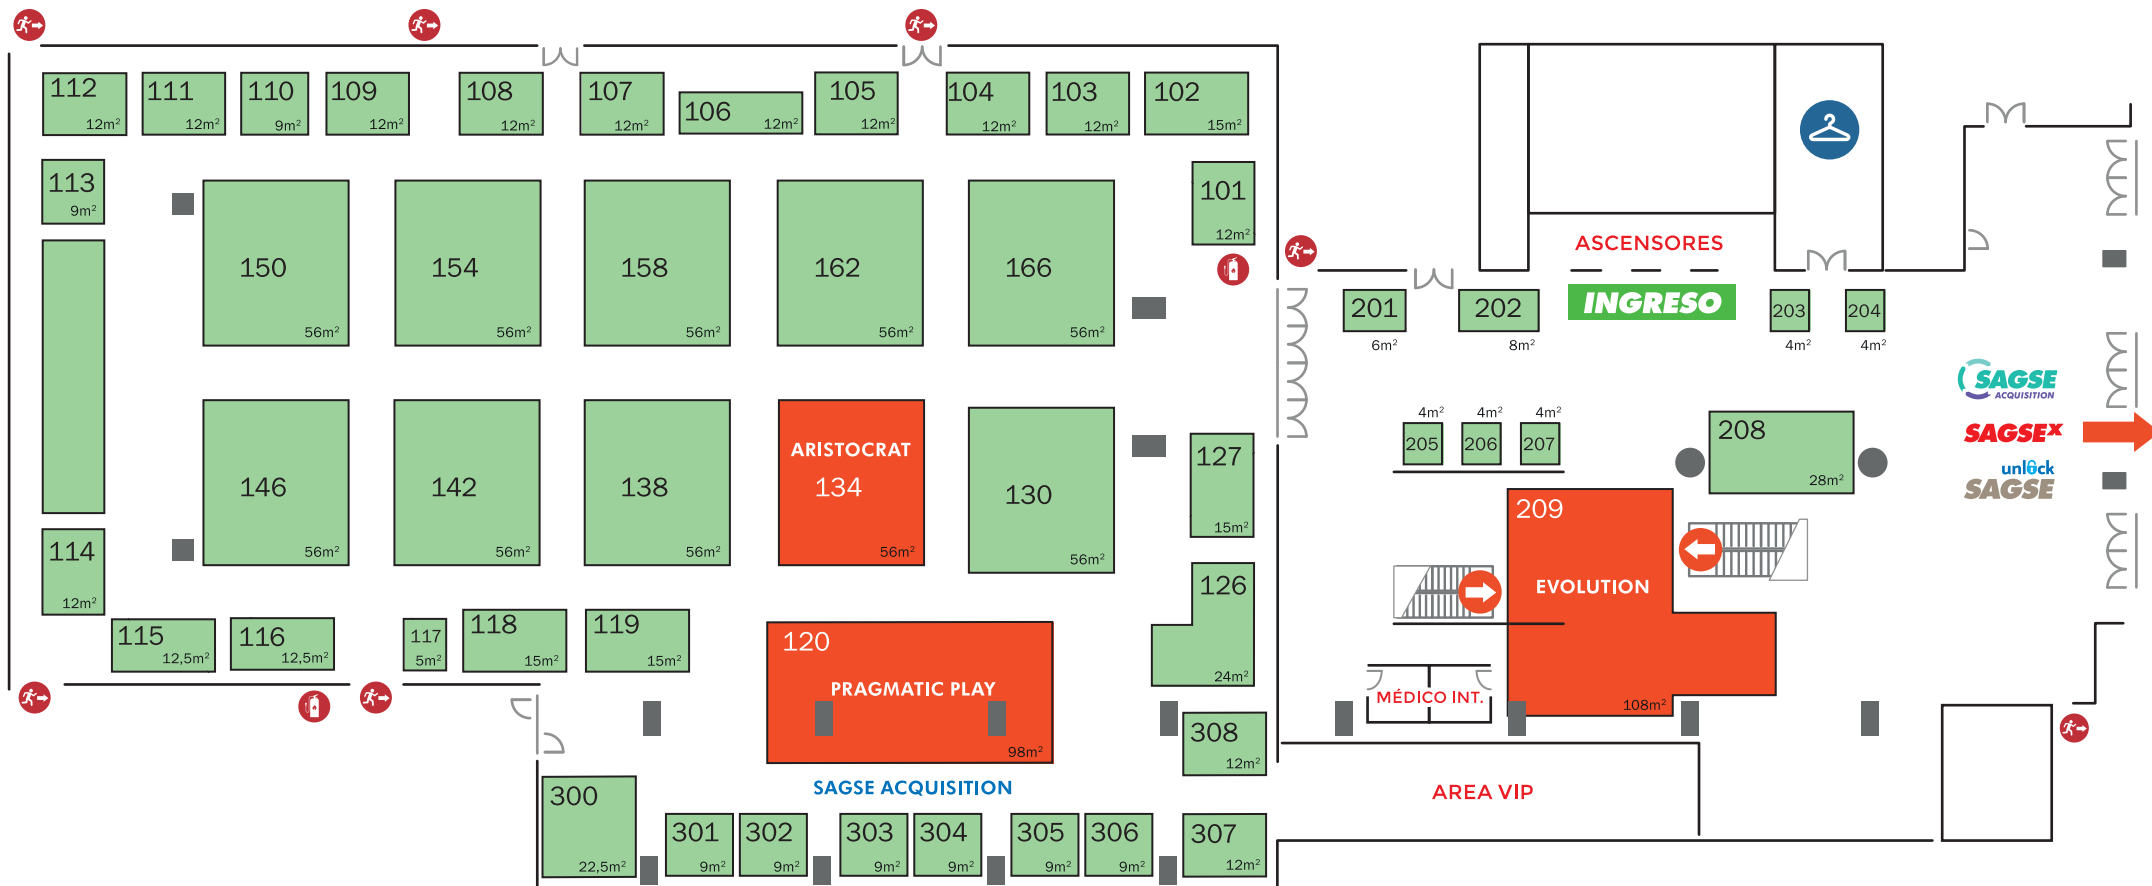 112
12m²
111
12m²
110
9m²
109
12m²
108
12m²
107
12m²
106
12m²
105
12m²
104
12m²
103
12m²
102
15m²
113
9m²
101
12m²
150
56m²
154
56m²
158
56m²
162
56m²
166
56m²
146
56m²
142
56m²
138
56m²
ARISTOCRAT
134
56m²
130
56m²
127
15m²
114
12m²
126
24m²
115
12,5m²
116
12,5m²
117
5m²
118
15m²
119
15m²
120
PRAGMATIC PLAY
98m²
308
12m²
SAGSE ACQUISITION
300
22,5m²
301
9m²
302
9m²
303
9m²
304
9m²
305
9m²
306
9m²
307
12m²
ASCENSORES
INGRESO
201
6m²
202
8m²
203
4m²
204
4m²
4m²
205
4m²
206
4m²
207
208
28m²
209
EVOLUTION
108m²
MÉDICO INT.
AREA VIP
SAGSE
ACQUISITION
SAGSEX
unlock
SAGSE